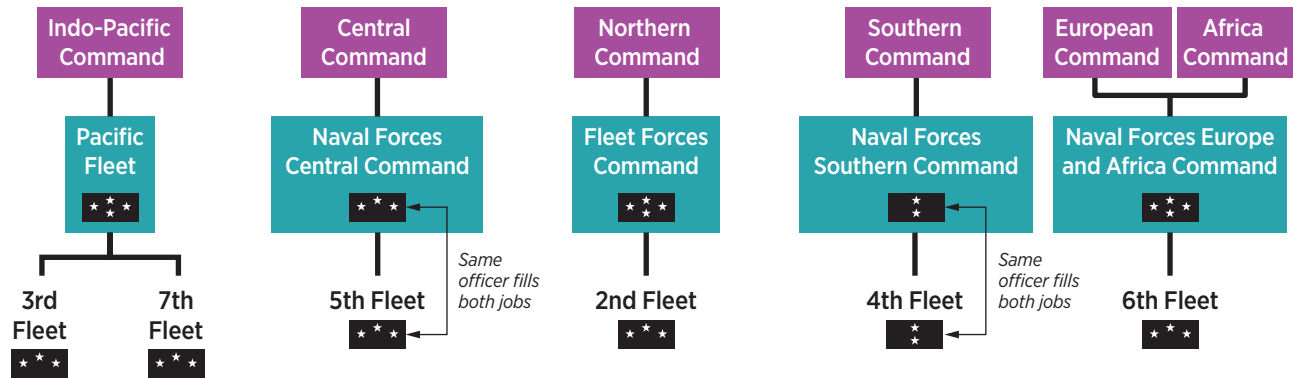 Indo-Pacific
Command
Central
Command
Northern
Command
Southern
Command
European
Command
Africa
Command
Pacific
Fleet
Naval Forces
Central Command
Fleet Forces
Command
Naval Forces
Southern Command
Naval Forces Europe
and Africa Command
Same
officer fills
both jobs
Same
officer fills
both jobs
3rd
Fleet
7th
Fleet
5th Fleet
2nd Fleet
4th Fleet
6th Fleet